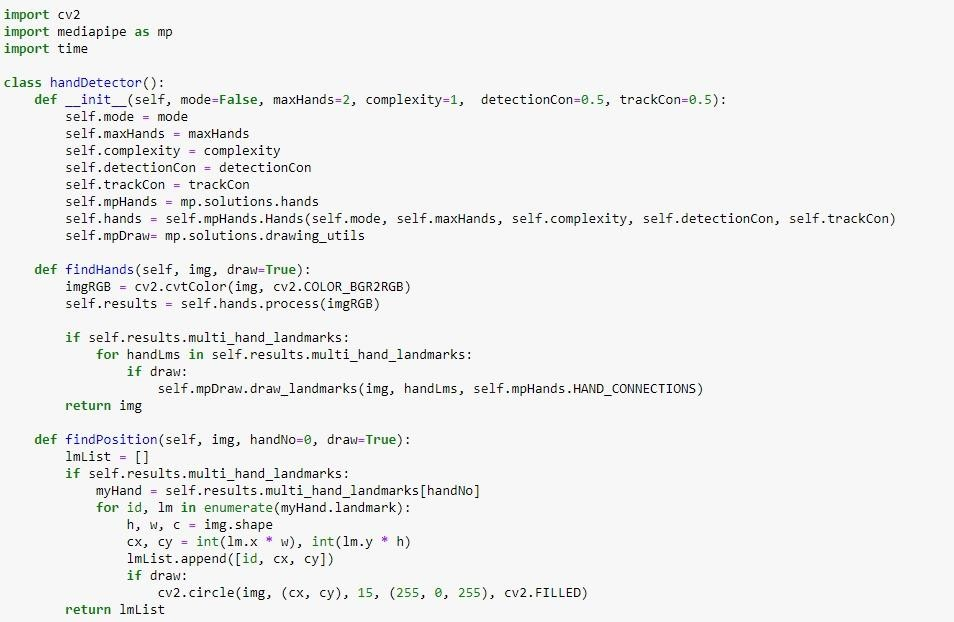 import cv2
import mediapipe as mp
import time

class handDetector():
    def __init__(self, mode=False, maxHands=2, complexity=1,  detectionCon=0.5, trackCon=0.5):
        self.mode = mode
        self.maxHands = maxHands
        self.complexity = complexity
        self.detectionCon = detectionCon
        self.trackCon = trackCon
        self.mpHands = mp.solutions.hands
        self.hands = self.mpHands.Hands(self.mode, self.maxHands, self.complexity, self.detectionCon, self.trackCon)
        self.mpDraw= mp.solutions.drawing_utils

    def findHands(self, img, draw=True):
        imgRGB = cv2.cvtColor(img, cv2.COLOR_BGR2RGB)
        self.results = self.hands.process(imgRGB)

        if self.results.multi_hand_landmarks:
            for handLms in self.results.multi_hand_landmarks:
                if draw:
                    self.mpDraw.draw_landmarks(img, handLms, self.mpHands.HAND_CONNECTIONS)
        return img

    def findPosition(self, img, handNo=0, draw=True):
        lmList = []
        if self.results.multi_hand_landmarks:
            myHand = self.results.multi_hand_landmarks[handNo]
            for id, lm in enumerate(myHand.landmark):
                h, w, c = img.shape
                cx, cy = int(lm.x * w), int(lm.y * h)
                lmList.append([id, cx, cy])
                if draw:
                    cv2.circle(img, (cx, cy), 15, (255, 0, 255), cv2.FILLED)
        return lmList